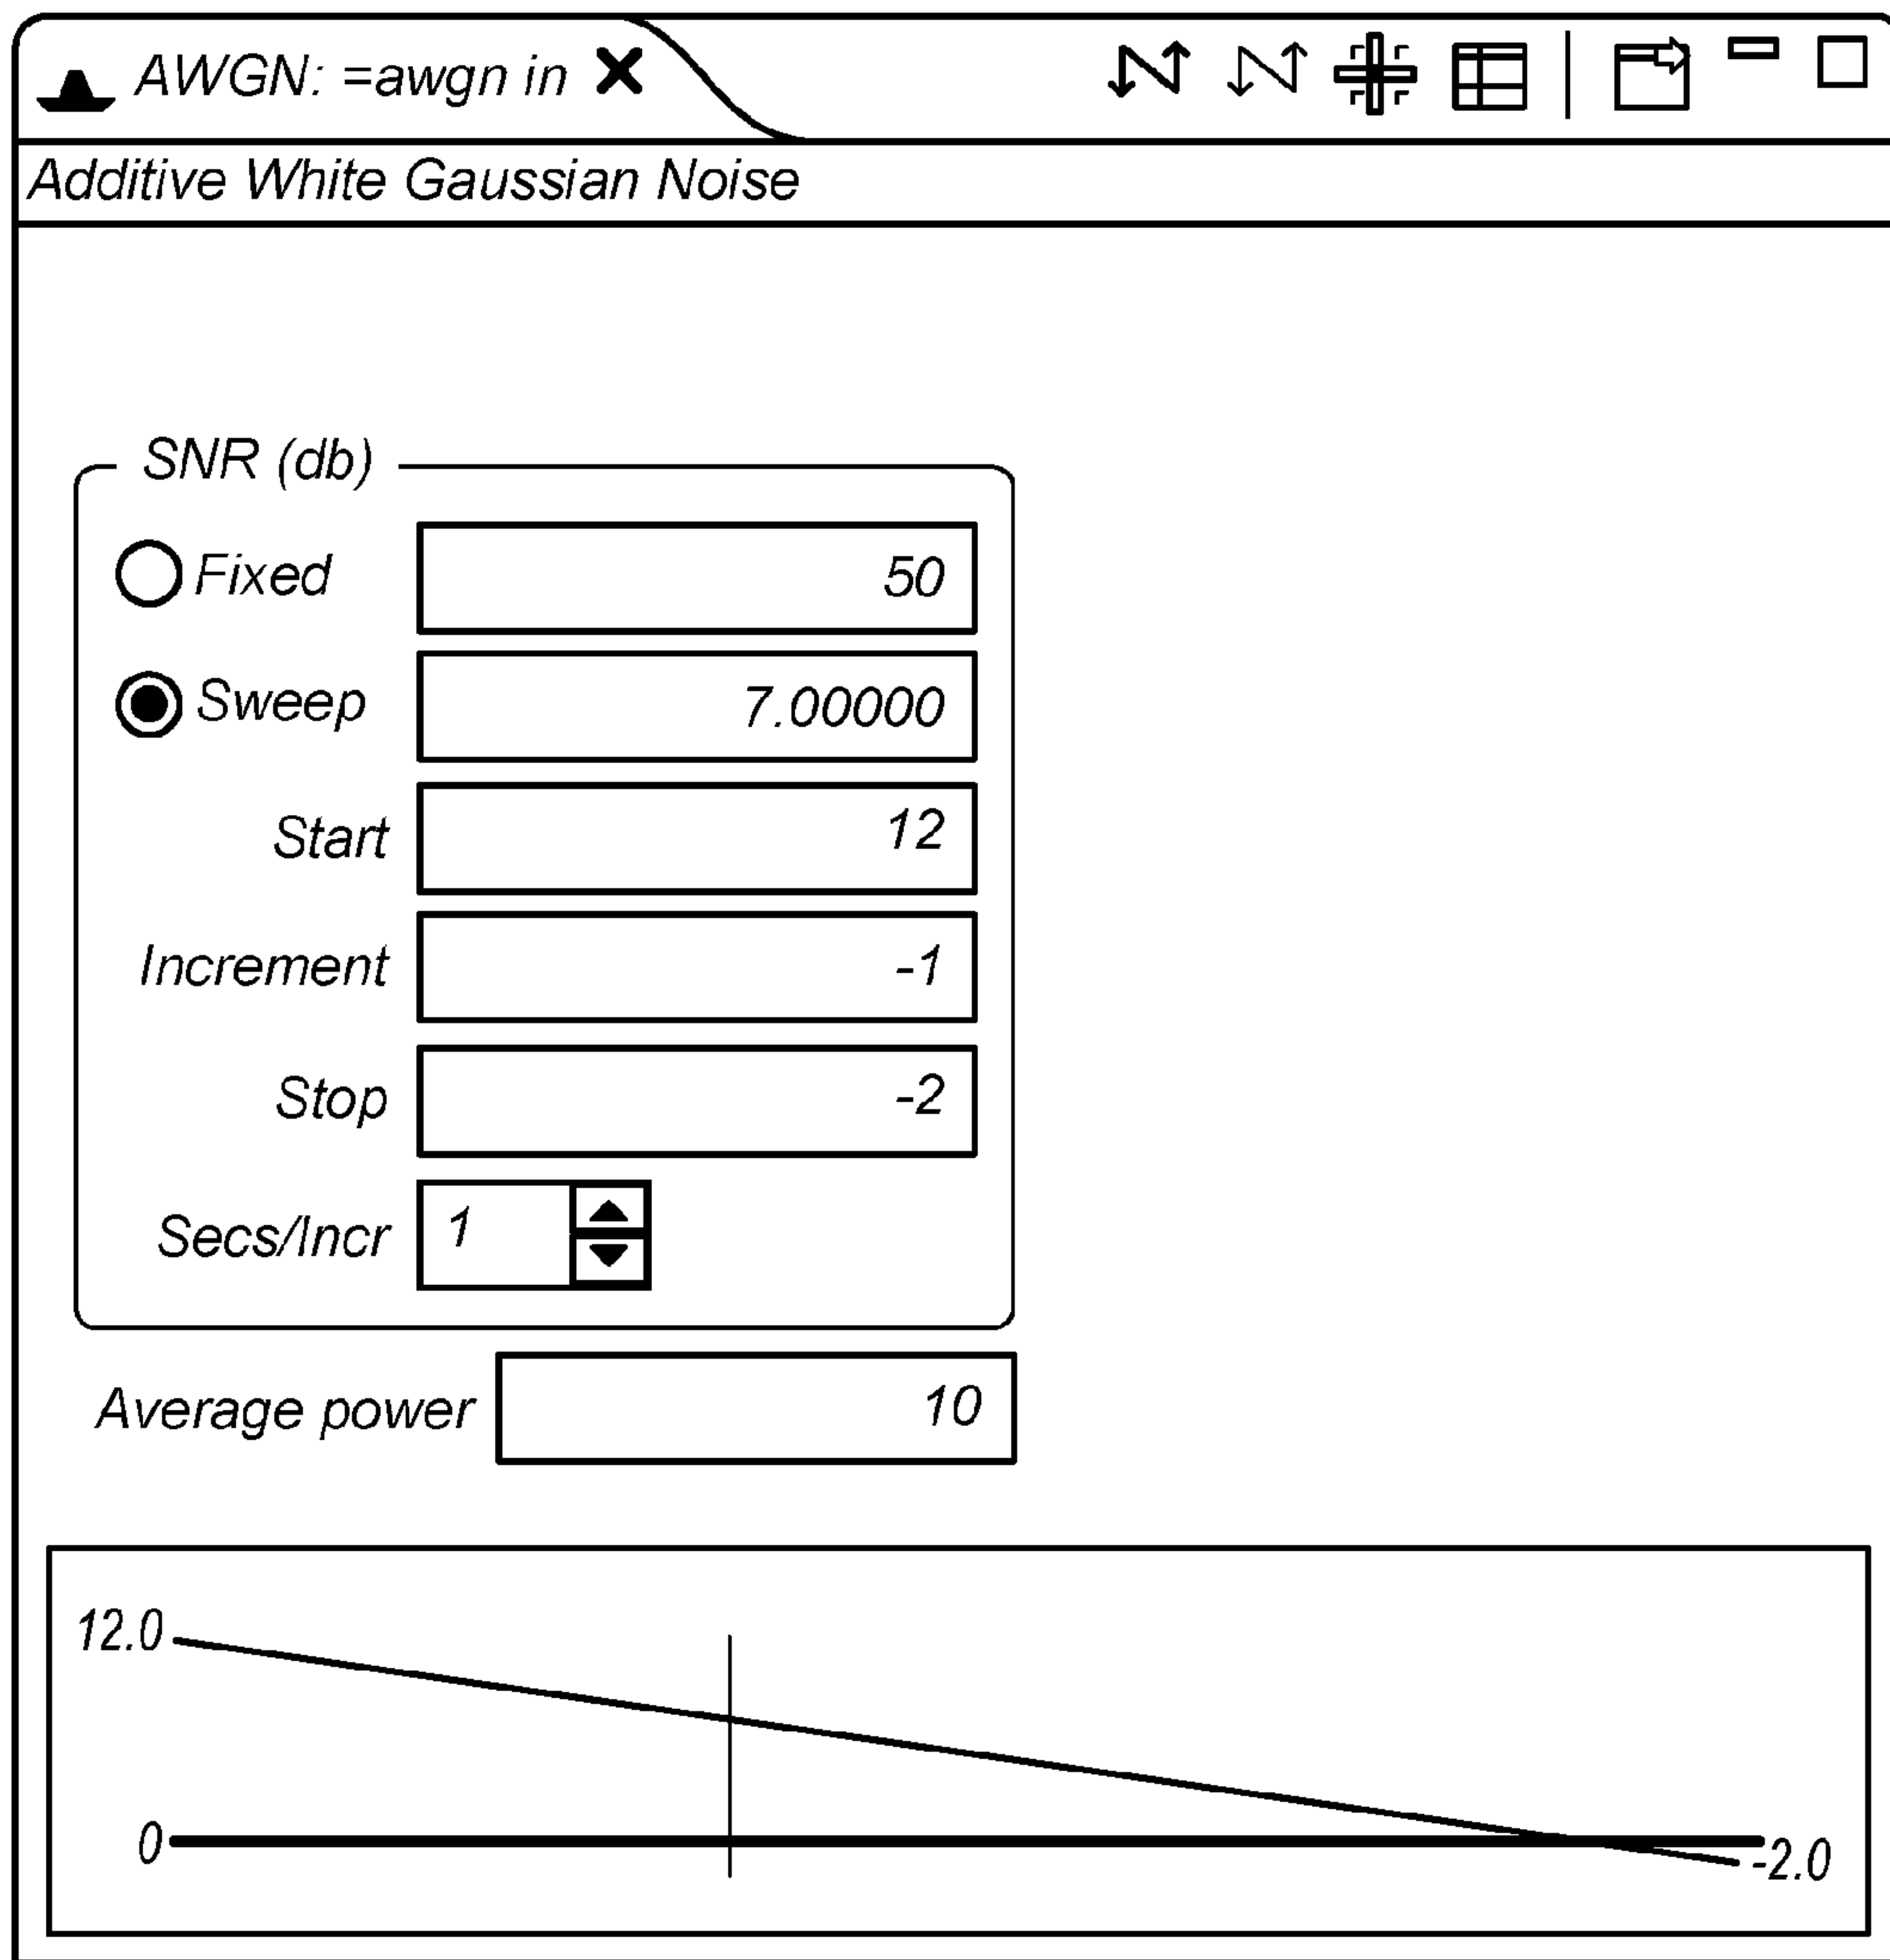 AWGN: =awgn in
Additive White Gaussian Noise
SNR (db)
Fixed 50
Sweep 7.00000
Start 12
Increment -1
Stop -2
Secs/Incr 1
Average power 10
12.0
0
-2.0